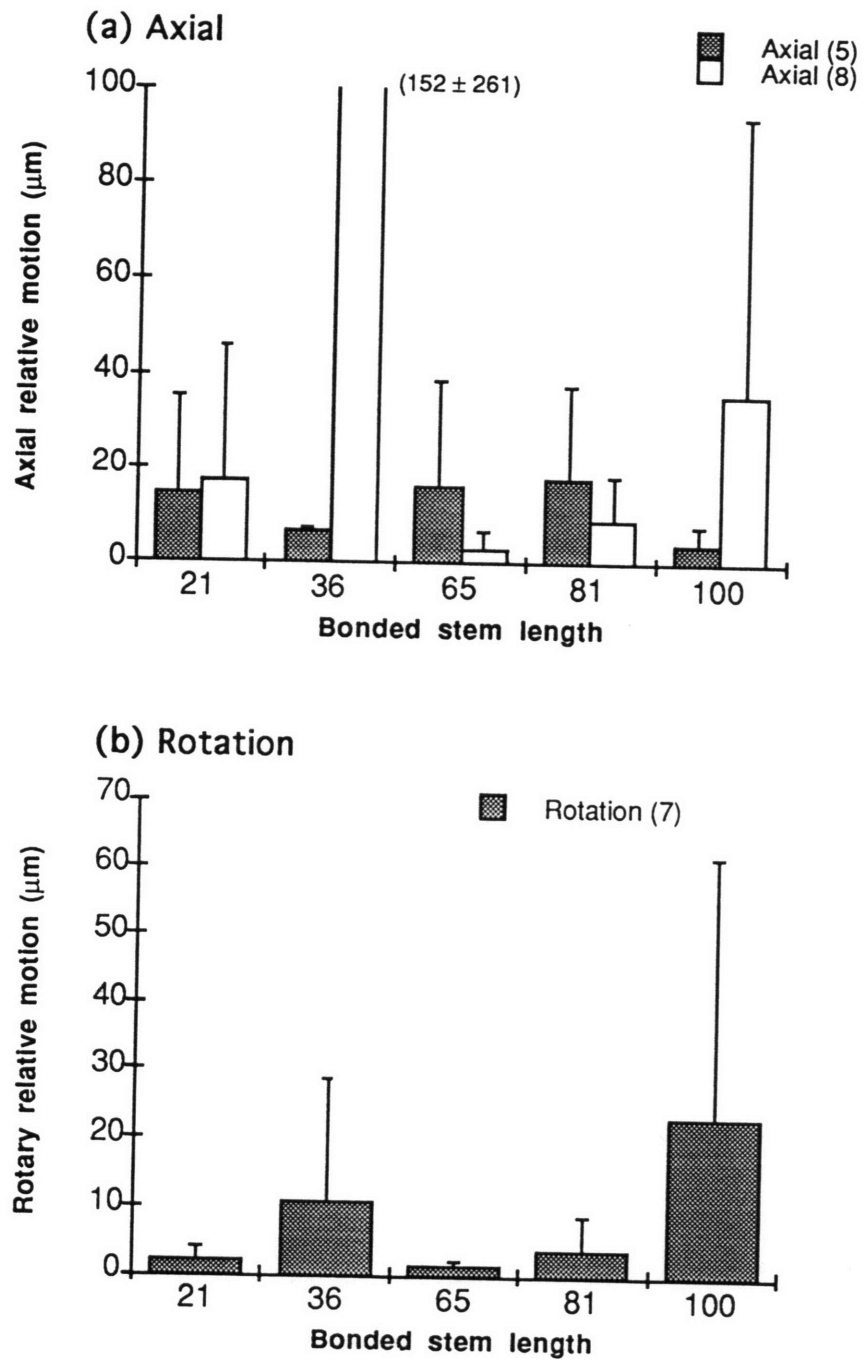 (a) Axial
Axial (5)
Axial (8)
(152 ± 261)
100
80
60
40
20
0
Axial relative motion (μm)
21 36 65 81 100
Bonded stem length
(b) Rotation
Rotation (7)
70
60
50
40
30
20
10
0
Rotary relative motion (μm)
21 36 65 81 100
Bonded stem length